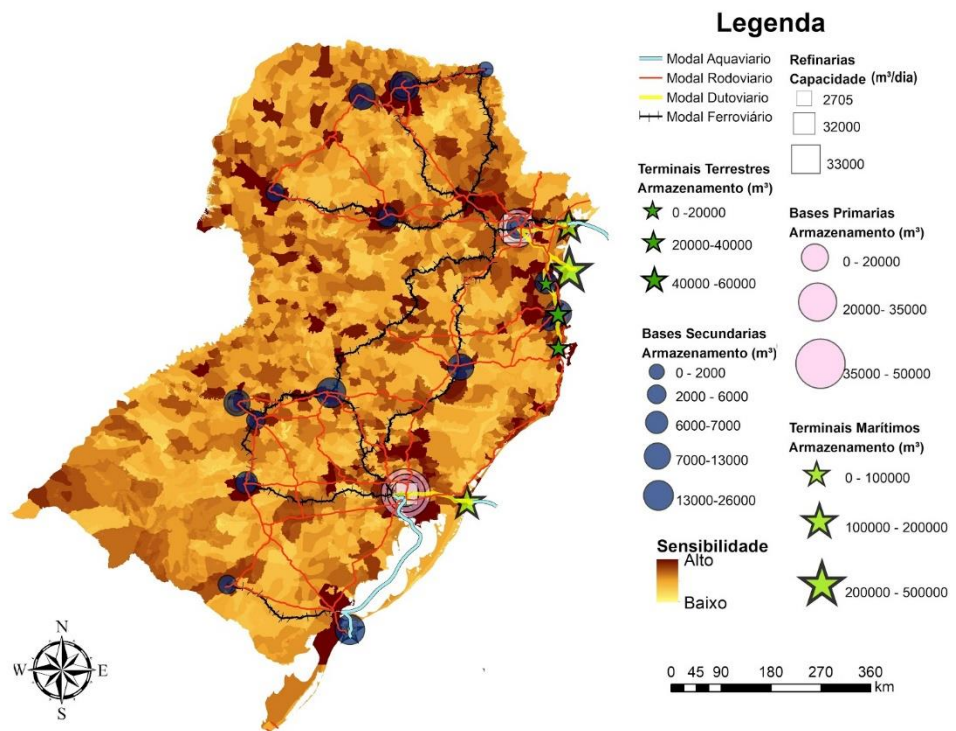 Legenda
Modal Aquaviario
Modal Rodoviario
Modal Dutoviario
Modal Ferroviário
Refinarias
Capacidade (m³/dia)
2705
32000
33000
Terminais Terrestres
Armazenamento (m³)
0 -20000
20000-40000
40000 -60000
Bases Primarias
Armazenamento (m³)
0 - 20000
20000- 35000
35000 - 50000
Bases Secundarias
Armazenamento (m³)
0 - 2000
2000 - 6000
6000-7000
7000-13000
13000-26000
Terminais Marítimos
Armazenamento (m³)
0 - 100000
100000 - 200000
200000 - 500000
Sensibilidade
Alto
Baixo
N
W E
S
0 45 90 180 270 360
km